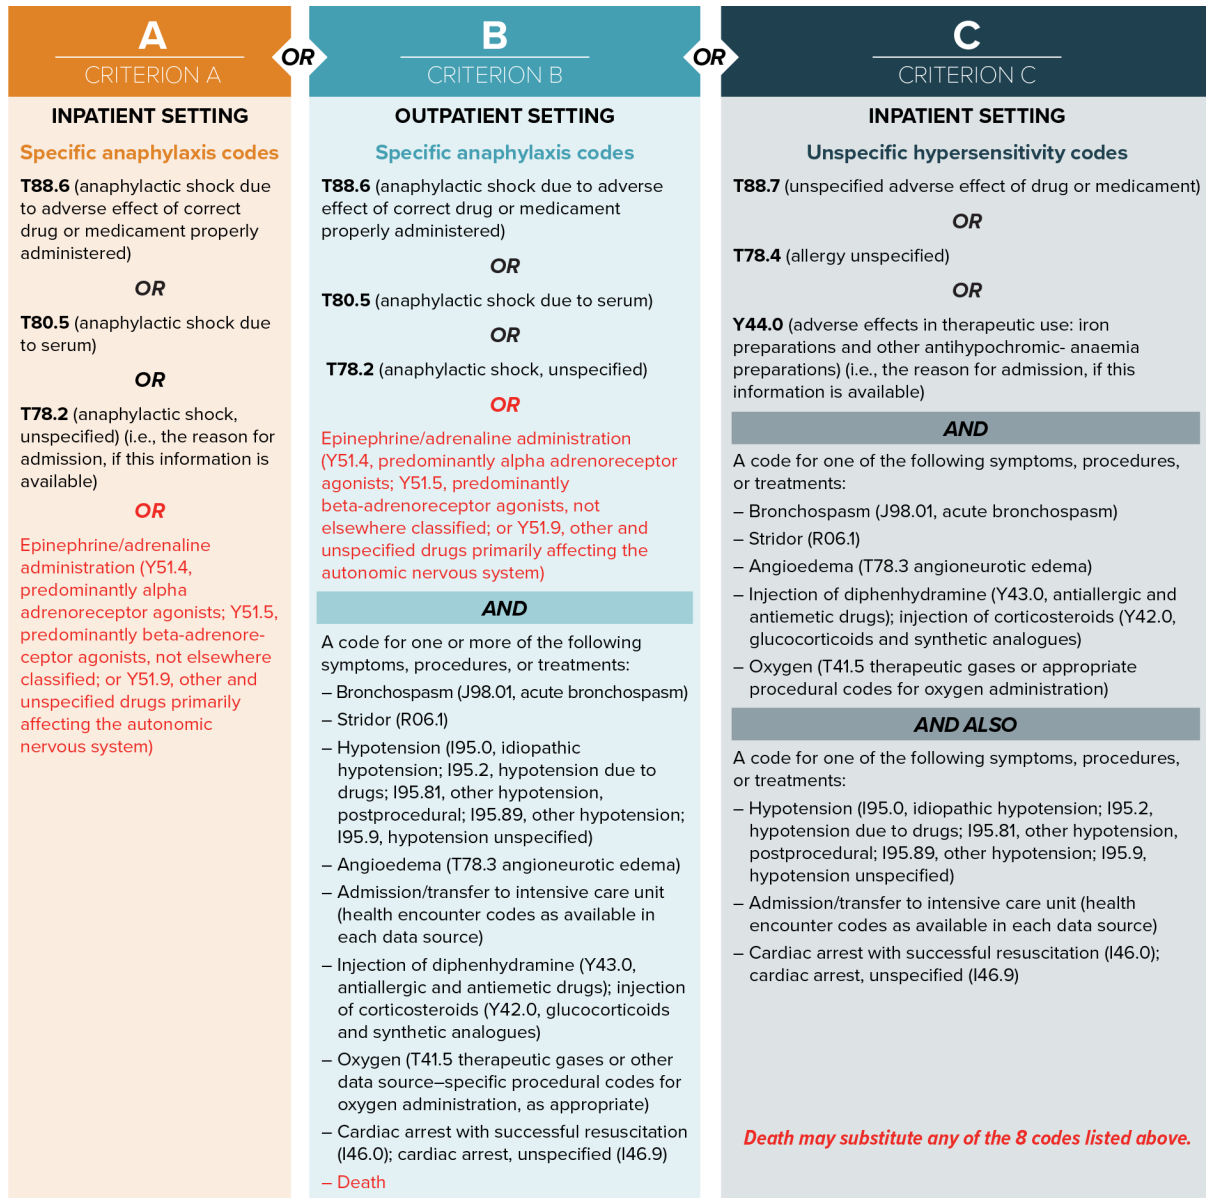 A
CRITERION A
INPATIENT SETTING
Specific anaphylaxis codes
T88.6 (anaphylactic shock due
to adverse effect of correct
drug or medicament properly
administered)
OR
T80.5 (anaphylactic shock due
to serum)
OR
T78.2 (anaphylactic shock,
unspecified) (i.e., the reason for
admission, if this information is
available)
OR
Epinephrine/adrenaline
administration (Y51.4,
predominantly alpha
adrenoreceptor agonists; Y51.5,
predominantly beta-adrenore-
ceptor agonists, not elsewhere
classified; or Y51.9, other and
unspecified drugs primarily
affecting the autonomic
nervous system)
OR
B
CRITERION B
OUTPATIENT SETTING
Specific anaphylaxis codes
T88.6 (anaphylactic shock due to adverse
effect of correct drug or medicament
properly administered)
OR
T80.5 (anaphylactic shock due to serum)
OR
T78.2 (anaphylactic shock, unspecified)
OR
Epinephrine/adrenaline administration
(Y51.4, predominantly alpha adrenoreceptor
agonists; Y51.5, predominantly
beta-adrenoreceptor agonists, not
elsewhere classified; or Y51.9, other and
unspecified drugs primarily affecting the
autonomic nervous system)
AND
A code for one or more of the following
symptoms, procedures, or treatments:
– Bronchospasm (J98.01, acute bronchospasm)
– Stridor (R06.1)
– Hypotension (I95.0, idiopathic
hypotension; I95.2, hypotension due to
drugs; I95.81, other hypotension,
postprocedural; I95.89, other hypotension;
I95.9, hypotension unspecified)
– Angioedema (T78.3 angioneurotic edema)
– Admission/transfer to intensive care unit
(health encounter codes as available in
each data source)
– Injection of diphenhydramine (Y43.0,
antiallergic and antiemetic drugs); injection
of corticosteroids (Y42.0, glucocorticoids
and synthetic analogues)
– Oxygen (T41.5 therapeutic gases or other
data source–specific procedural codes for
oxygen administration, as appropriate)
– Cardiac arrest with successful resuscitation
(I46.0); cardiac arrest, unspecified (I46.9)
– Death
OR
C
CRITERION C
INPATIENT SETTING
Unspecific hypersensitivity codes
T88.7 (unspecified adverse effect of drug or medicament)
OR
T78.4 (allergy unspecified)
OR
Y44.0 (adverse effects in therapeutic use: iron
preparations and other antihypochromic- anaemia
preparations) (i.e., the reason for admission, if this
information is available)
AND
A code for one of the following symptoms, procedures,
or treatments:
– Bronchospasm (J98.01, acute bronchospasm)
– Stridor (R06.1)
– Angioedema (T78.3 angioneurotic edema)
– Injection of diphenhydramine (Y43.0, antiallergic and
antiemetic drugs); injection of corticosteroids (Y42.0,
glucocorticoids and synthetic analogues)
– Oxygen (T41.5 therapeutic gases or appropriate
procedural codes for oxygen administration)
AND ALSO
A code for one of the following symptoms, procedures,
or treatments:
– Hypotension (I95.0, idiopathic hypotension; I95.2,
hypotension due to drugs; I95.81, other hypotension,
postprocedural; I95.89, other hypotension; I95.9,
hypotension unspecified)
– Admission/transfer to intensive care unit (health
encounter codes as available in each data source)
– Cardiac arrest with successful resuscitation (I46.0);
cardiac arrest, unspecified (I46.9)
Death may substitute any of the 8 codes listed above.